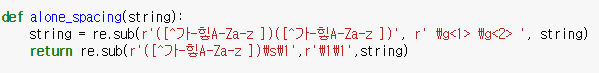 def alone_spacing(string):
    string = re.sub(r'([^가-힣A-Za-z ])([^가-힣A-Za-z ])', r' ₩g<1> ₩g<2> ', string)
    return re.sub(r'([^가-힣A-Za-z ])₩s₩1',r'₩1₩1',string)